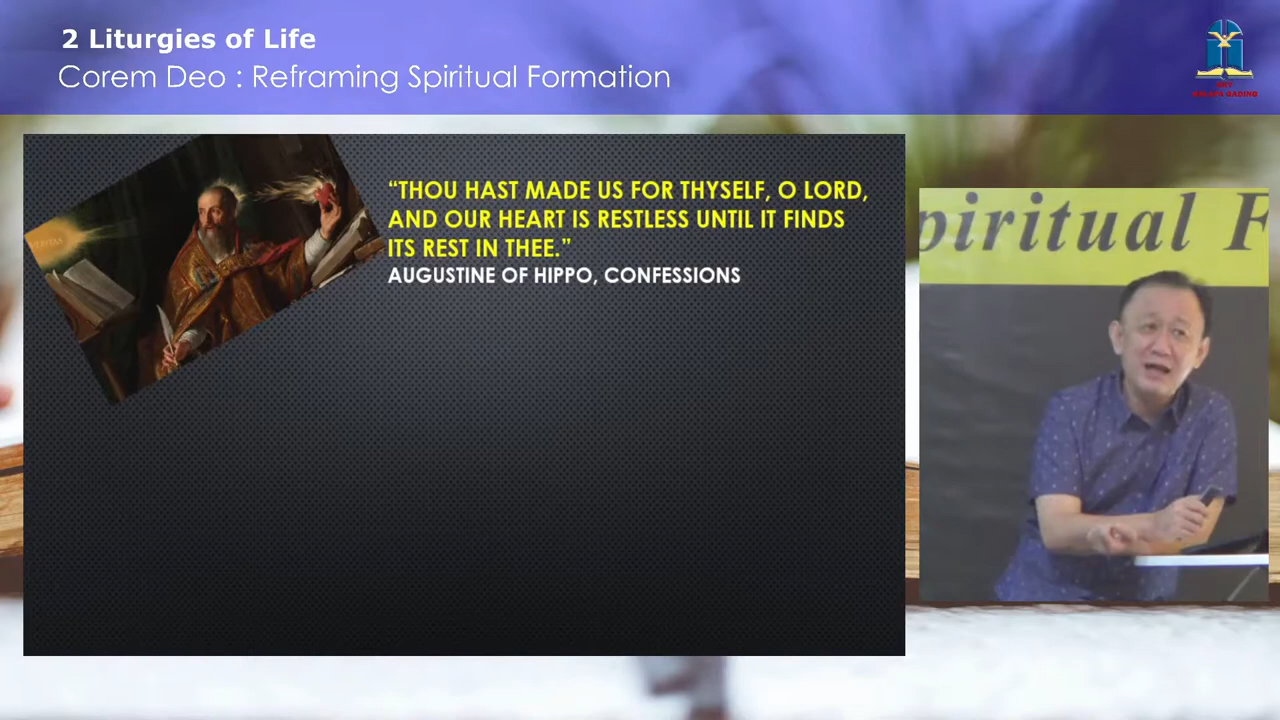 2 Liturgies of Life
Corem Deo : Reframing Spiritual Formation
“THOU HAST MADE US FOR THYSELF, O LORD,
AND OUR HEART IS RESTLESS UNTIL IT FINDS
ITS REST IN THEE.”
AUGUSTINE OF HIPPO, CONFESSIONS
piritual F